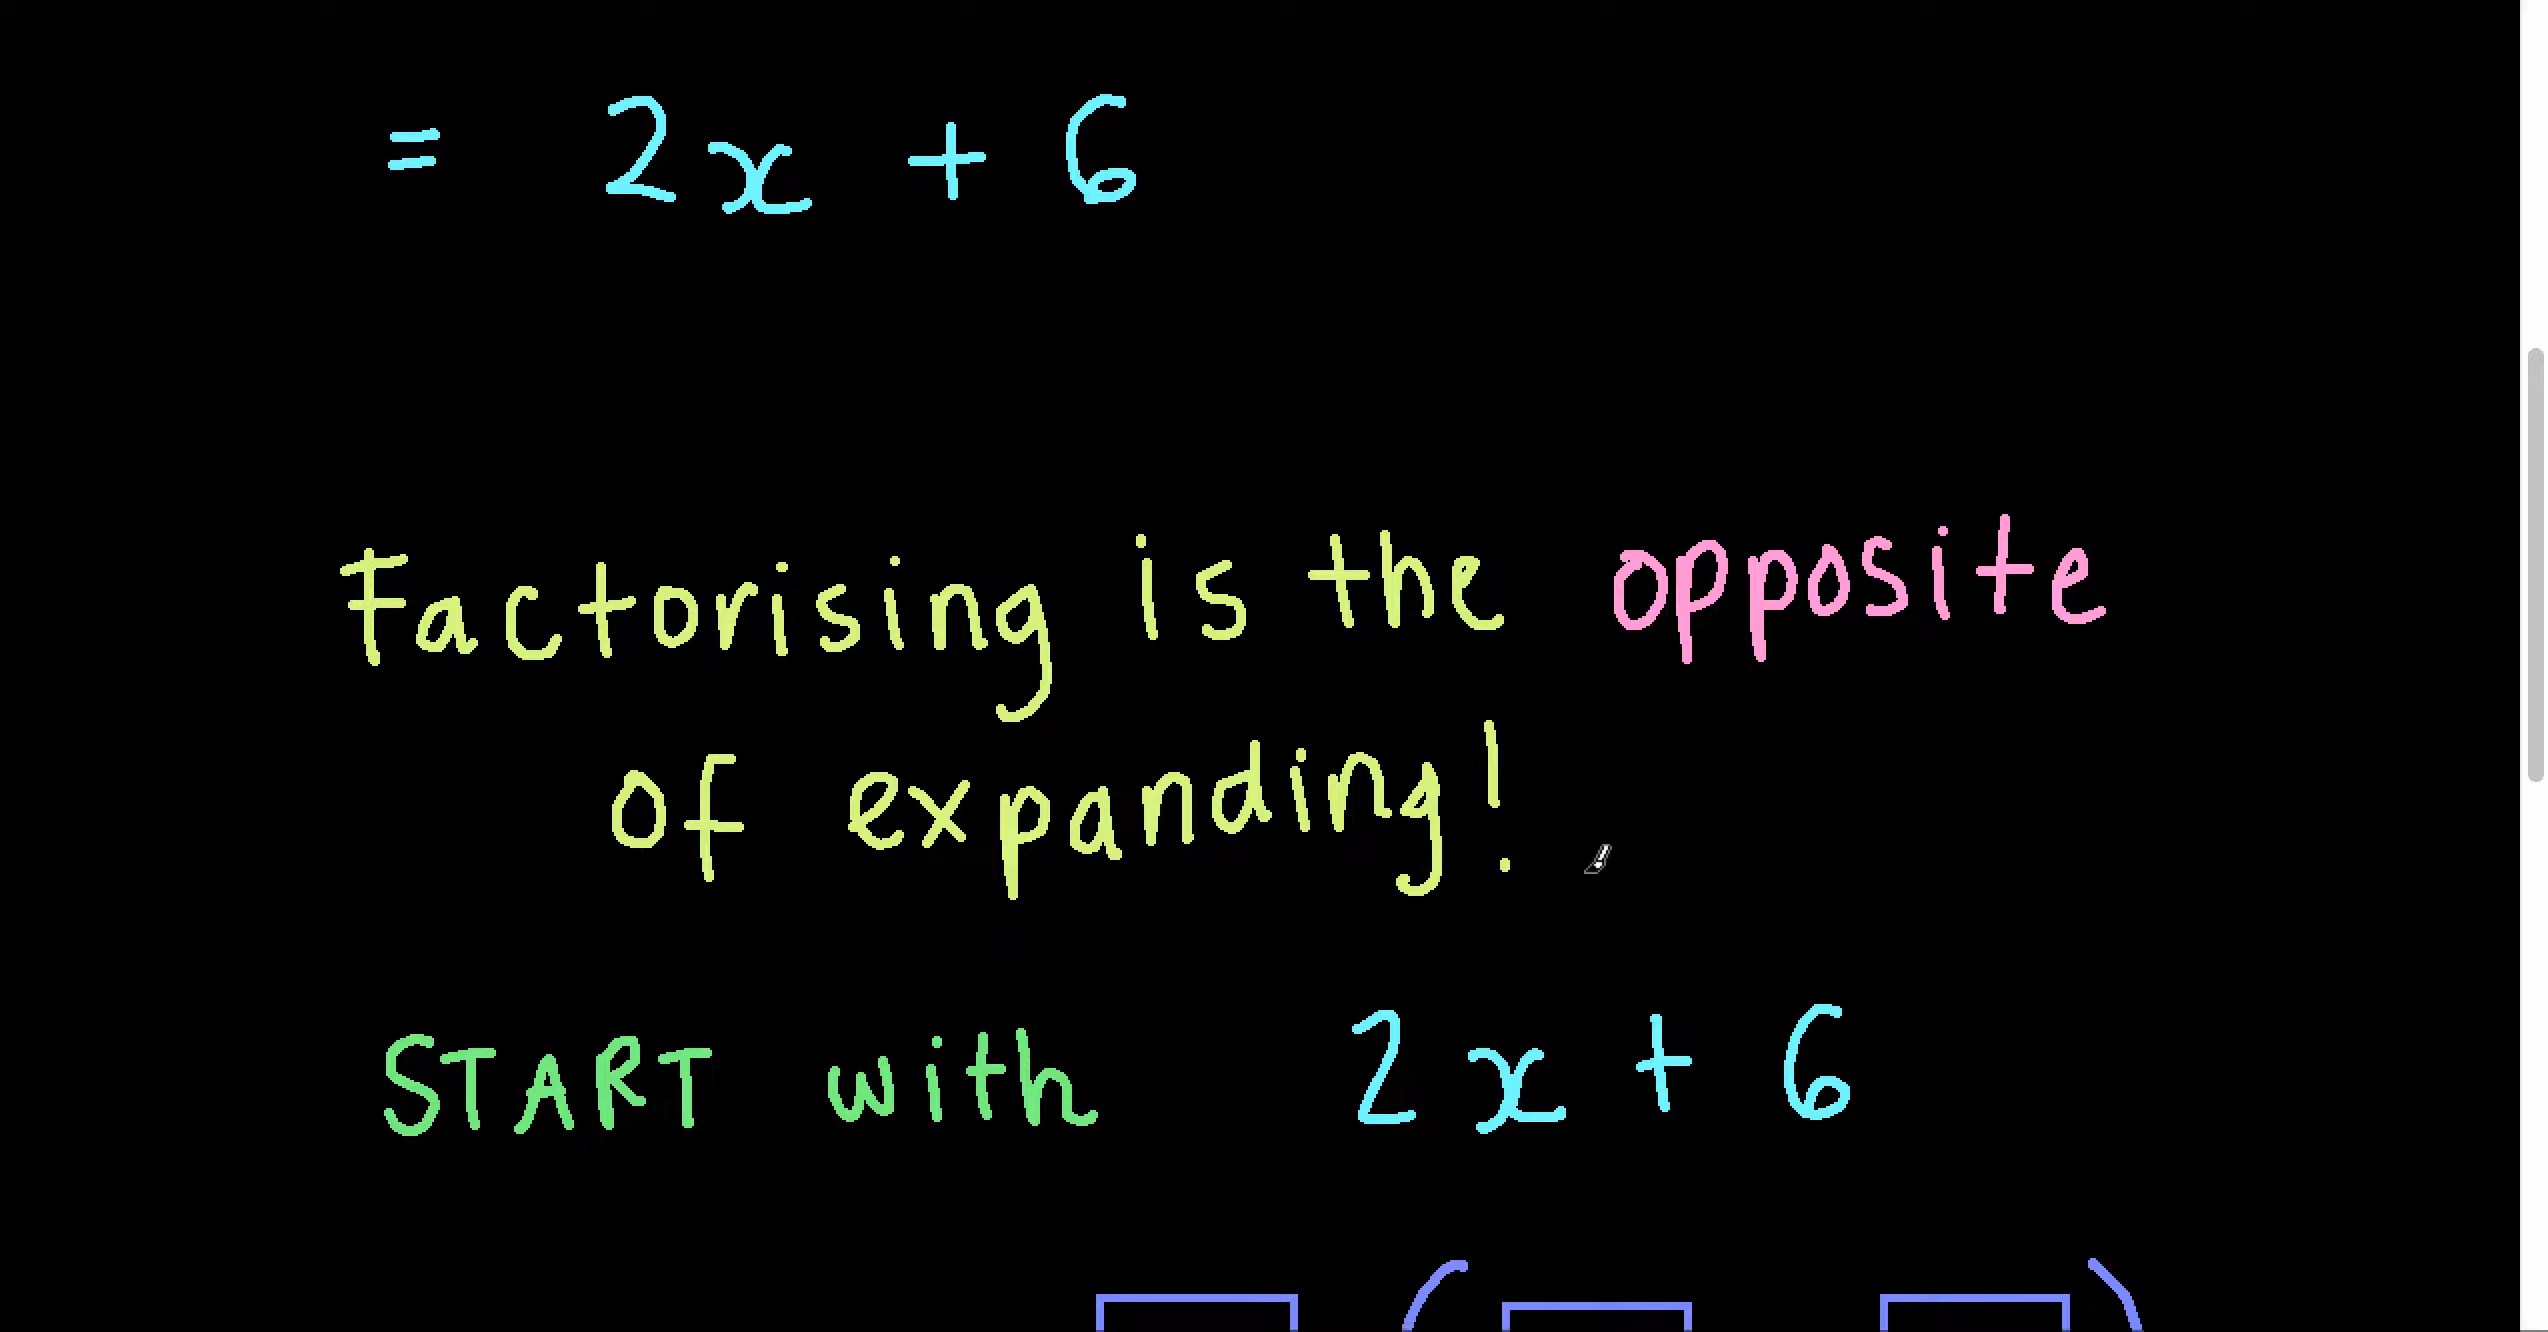 = 2x + 6
Factorising is the opposite
of expanding!
START with 2x + 6
( )